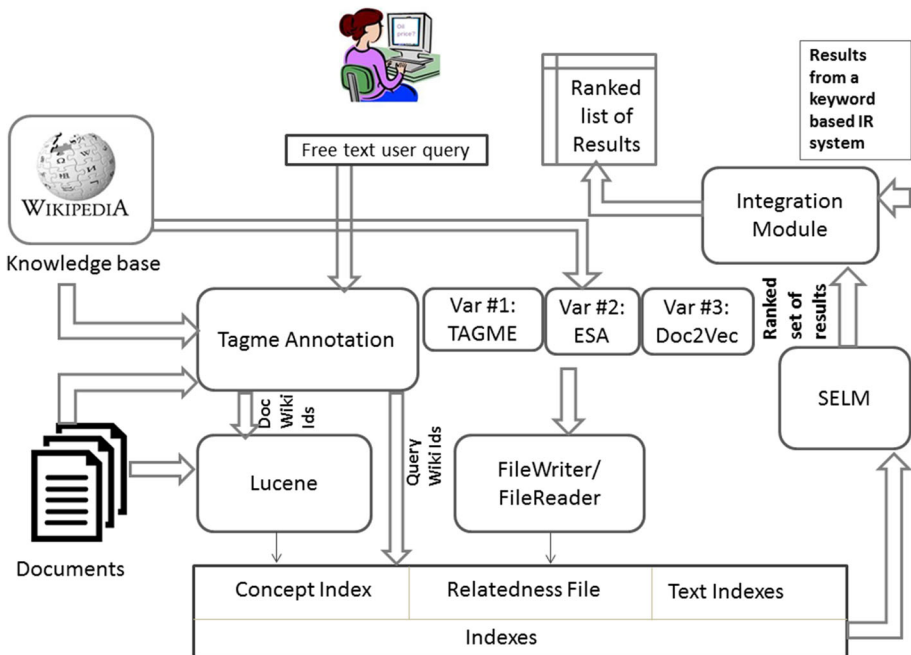 Oil
price?
Free text user query
Ranked
list of
Results
Results
from a
keyword
based IR
system
WIKIPEDIA
Knowledge base
Integration
Module
Tagme Annotation
Var #1:
TAGME
Var #2:
ESA
Var #3:
Doc2Vec
Ranked
set of
results
SELM
Doc
Wiki
Ids
Query
Wiki Ids
Lucene
FileWriter/
FileReader
Documents
Concept Index
Relatedness File
Text Indexes
Indexes